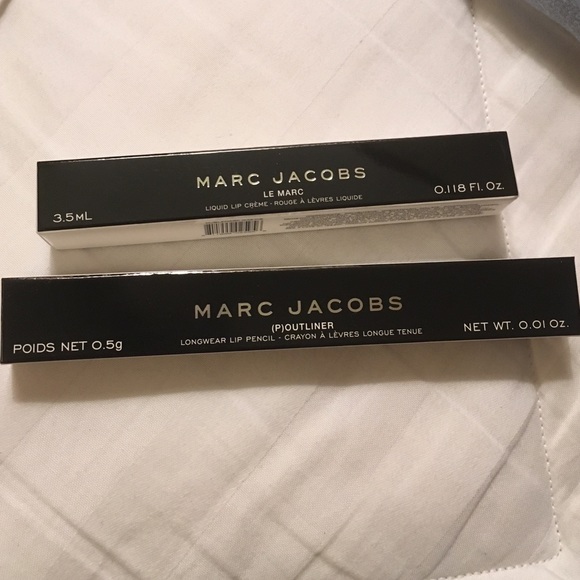 MARC JACOBS
LE MARC
LIQUID LIP CRÈME • ROUGE À LÈVRES LIQUIDE
3.5ML
0.118 Fl. Oz.
MARC JACOBS
(P)OUTLINER
LONGWEAR LIP PENCIL • CRAYON À LÈVRES LONGUE TENUE
POIDS NET 0.5g
NET WT. 0.01 Oz.